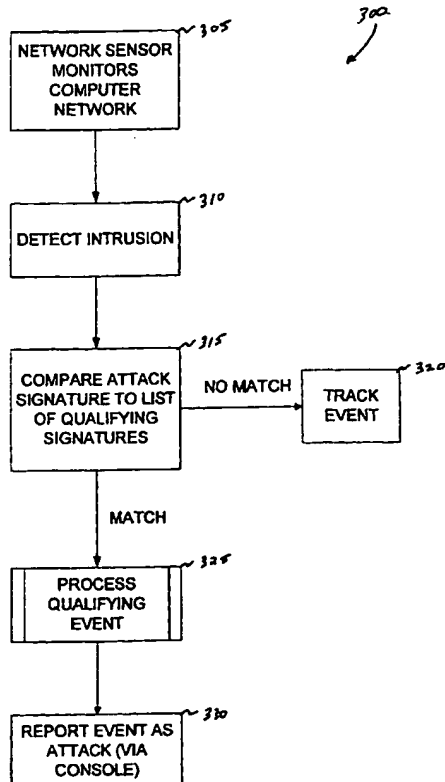 305
300
NETWORK SENSOR
MONITORS
COMPUTER
NETWORK
310
DETECT INTRUSION
315
COMPARE ATTACK
SIGNATURE TO LIST
OF QUALIFYING
SIGNATURES
NO MATCH
320
TRACK
EVENT
MATCH
325
PROCESS
QUALIFYING
EVENT
330
REPORT EVENT AS
ATTACK (VIA
CONSOLE)